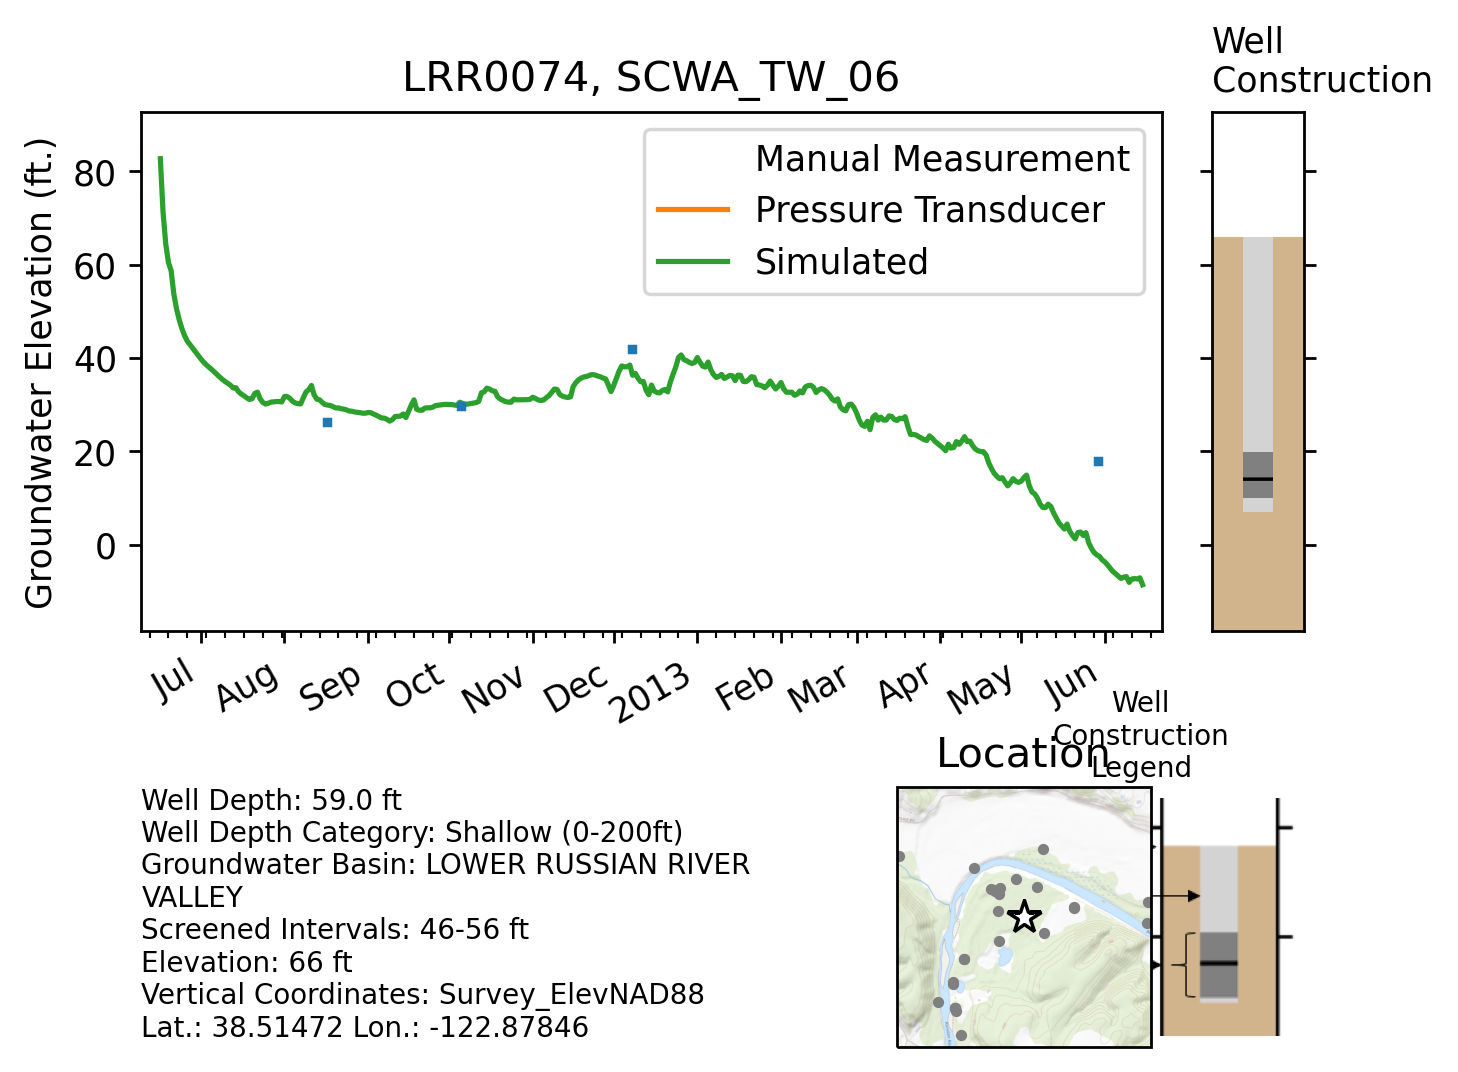 Well
Construction
LRR0074, SCWA_TW_06
Groundwater Elevation (ft.)
80
60
40
20
0
Manual Measurement
Pressure Transducer
Simulated
Jul
Aug
Sep
Oct
Nov
Dec
2013
Feb
Mar
Apr
May
Jun
Well
Construction
Legend
Location
Well Depth: 59.0 ft
Well Depth Category: Shallow (0-200ft)
Groundwater Basin: LOWER RUSSIAN RIVER
VALLEY
Screened Intervals: 46-56 ft
Elevation: 66 ft
Vertical Coordinates: Survey_ElevNAD88
Lat.: 38.51472 Lon.: -122.87846